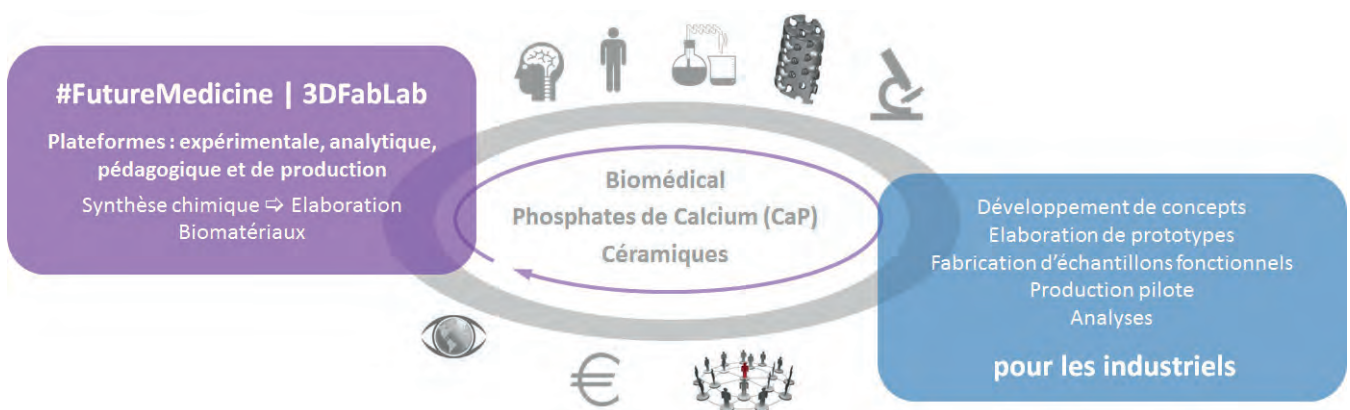 #FutureMedicine | 3DFabLab
Plateformes : expérimentale, analytique,
pédagogique et de production
Synthèse chimique ⇨ Elaboration
Biomatériaux
Biomédical
Phosphates de Calcium (CaP)
Céramiques
Développement de concepts
Elaboration de prototypes
Fabrication d'échantillons fonctionnels
Production pilote
Analyses
pour les industriels
€